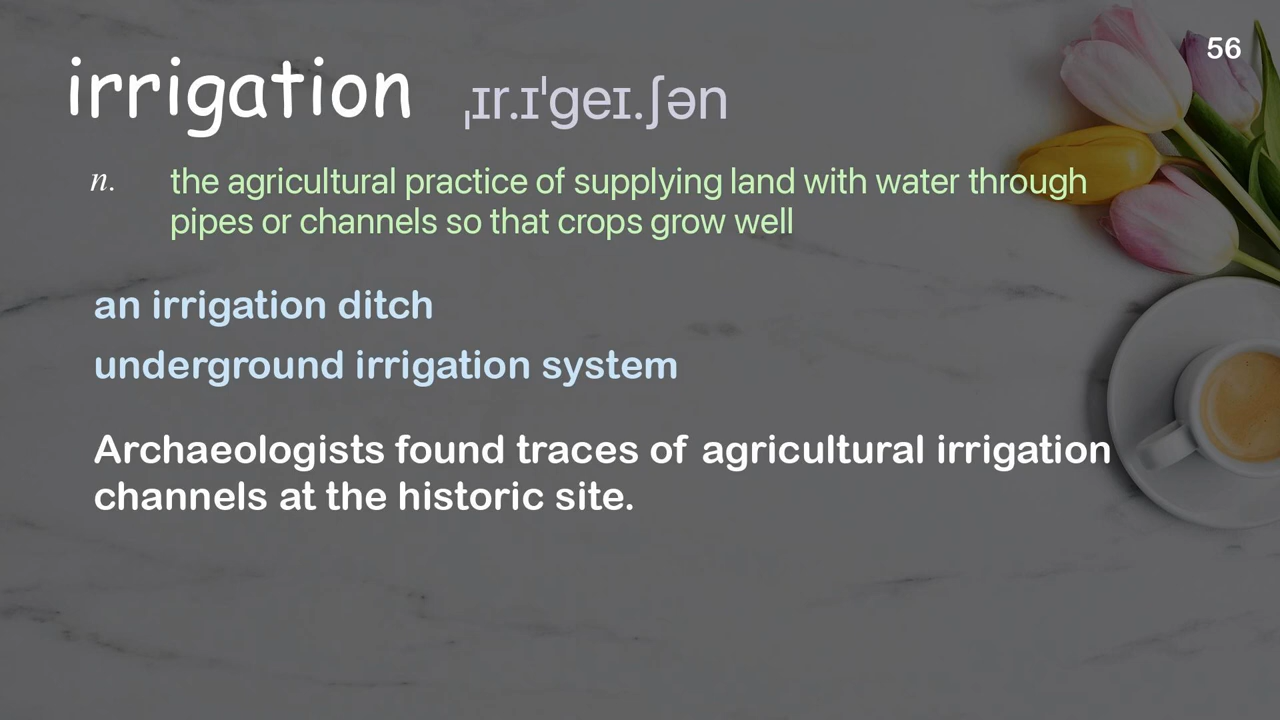 56
irrigation ˌɪr.ɪˈɡeɪ.ʃən
n. the agricultural practice of supplying land with water through
pipes or channels so that crops grow well
an irrigation ditch
underground irrigation system
Archaeologists found traces of agricultural irrigation
channels at the historic site.